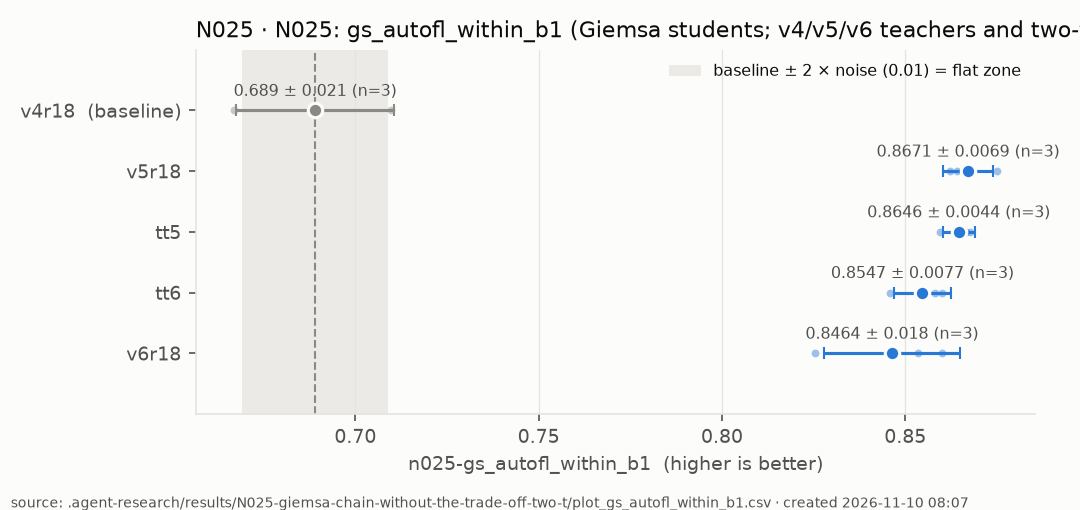 N025 · N025: gs_autofl_within_b1 (Giemsa students; v4/v5/v6 teachers and two-
baseline ± 2 × noise (0.01) = flat zone
0.689 ± 0.021 (n=3)
v4r18 (baseline)
0.8671 ± 0.0069 (n=3)
v5r18
0.8646 ± 0.0044 (n=3)
tt5
0.8547 ± 0.0077 (n=3)
tt6
0.8464 ± 0.018 (n=3)
v6r18
0.70 0.75 0.80 0.85
n025-gs_autofl_within_b1 (higher is better)
source: .agent-research/results/N025-giemsa-chain-without-the-trade-off-two-t/plot_gs_autofl_within_b1.csv · created 2026-11-10 08:07